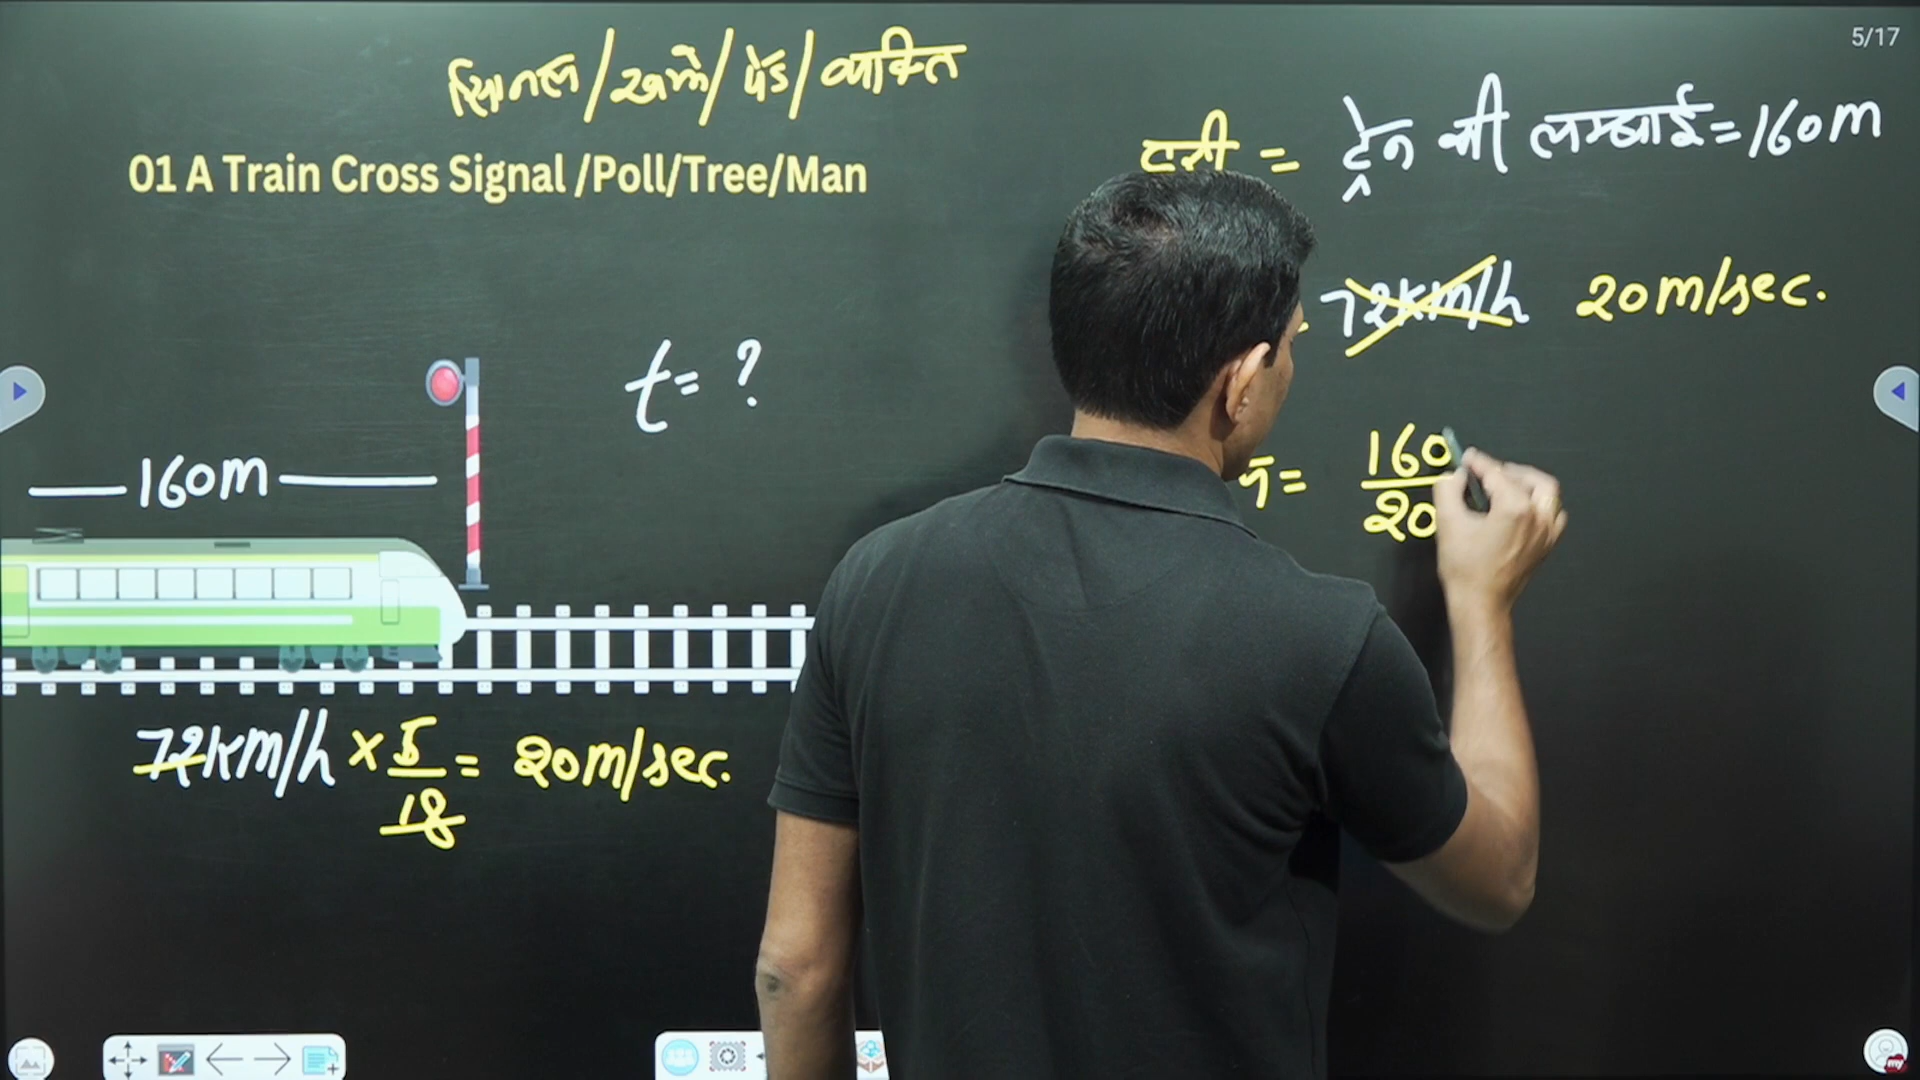 5/17
सिगनल/खम्भे/पेड/व्यक्ति
01 A Train Cross Signal /Poll/Tree/Man
दूरी = ट्रेन की लम्बाई = 160m
72km/h 20m/sec.
t = ?
160m
न = 160/20
72km/h × 5/18 = 20m/sec.